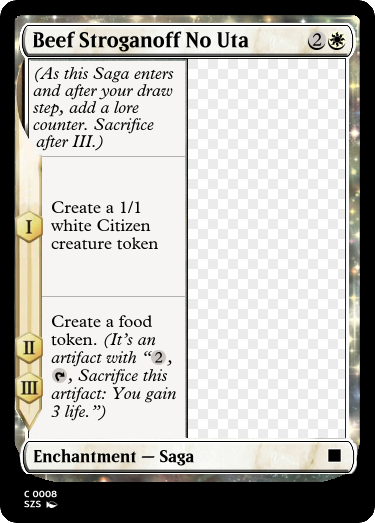 Beef Stroganoff No Uta 2
(As this Saga enters
and after your draw
step, add a lore
counter. Sacrifice
after III.)
I
Create a 1/1
white Citizen
creature token
II
III
Create a food
token. (It's an
artifact with “2,
, Sacrifice this
artifact: You gain
3 life.”)
Enchantment — Saga
C 0008
SZS